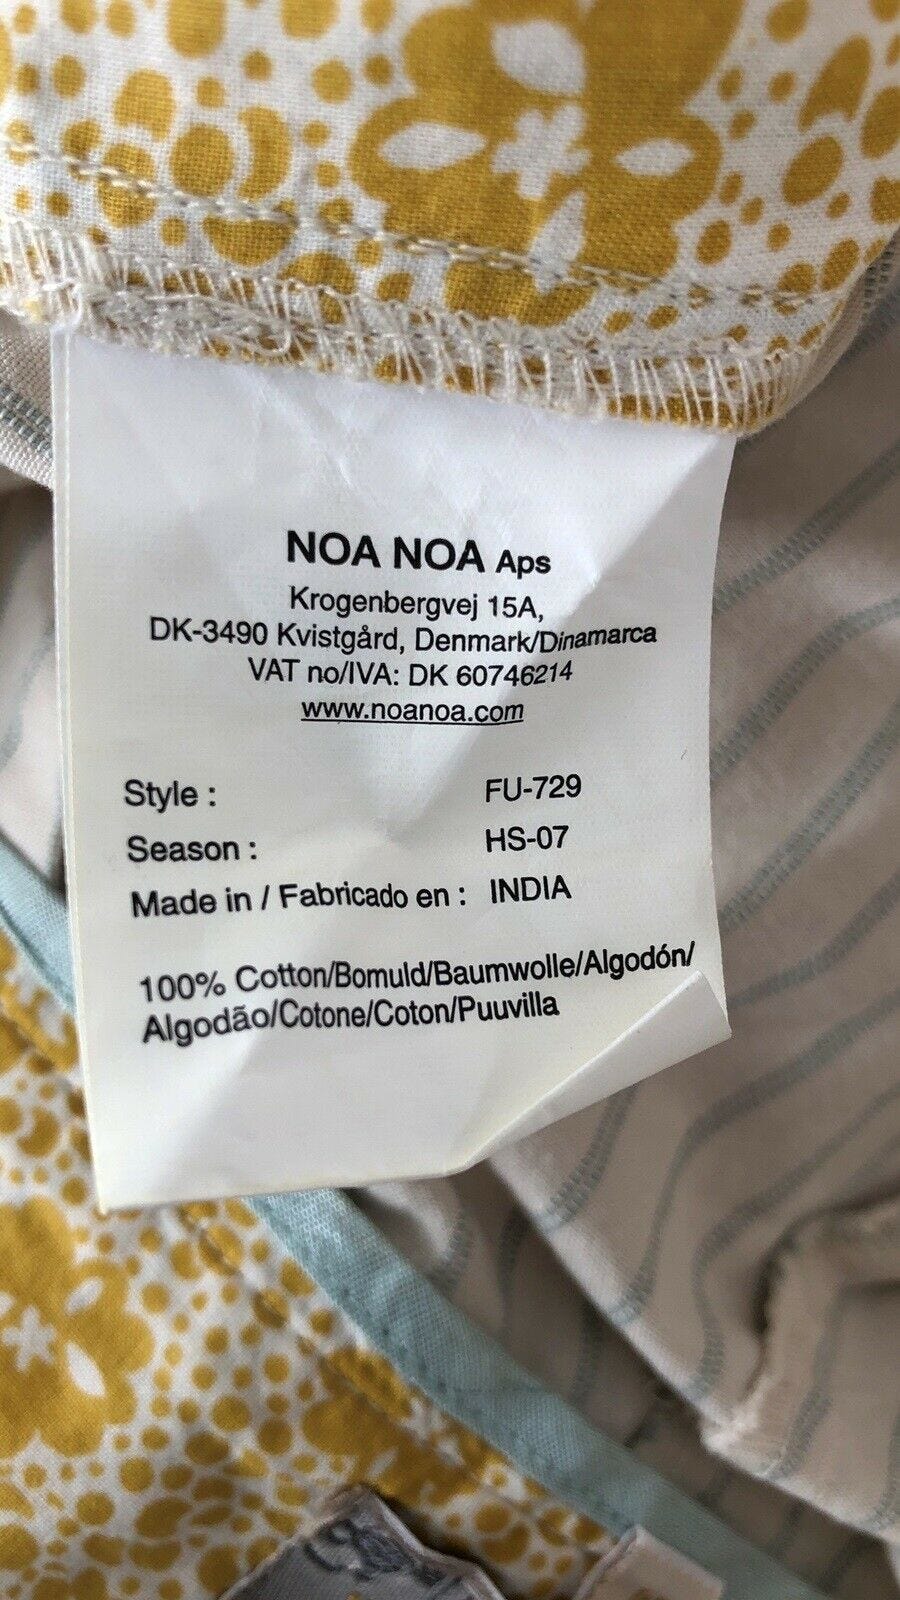 NOA NOA Aps
Krogenbergvej 15A,
DK-3490 Kvistgård, Denmark/Dinamarca
VAT no/IVA: DK 60746214
www.noanoa.com
Style : FU-729
Season : HS-07
Made in / Fabricado en : INDIA
100% Cotton/Bomuld/Baumwolle/Algodón/
Algodão/Cotone/Coton/Puuvilla